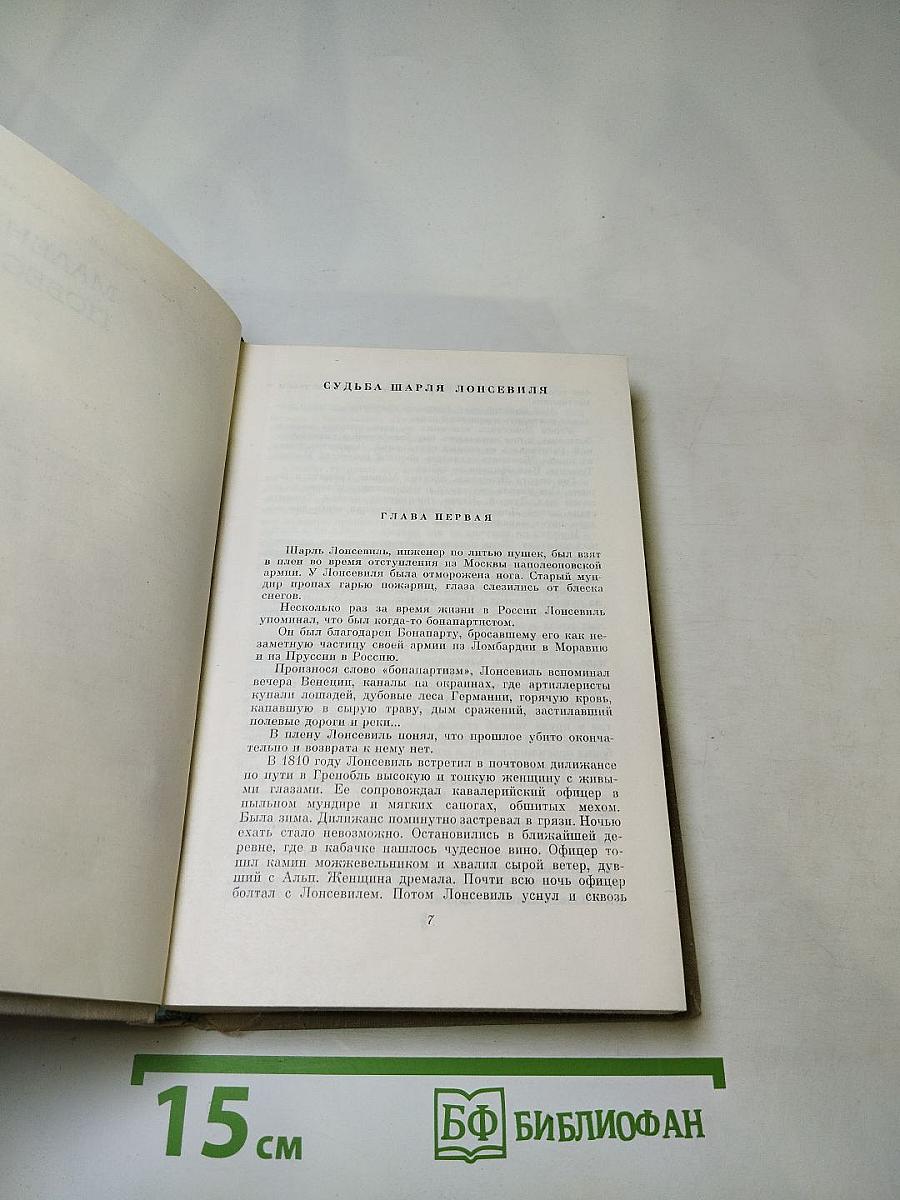 СУДЬБА ШАРЛЯ ЛОНСЕВИЛЯ
ГЛАВА ПЕРВАЯ
Шарль Лонсевиль, инженер по литью пушек, был взят
в плен во время отступления из Москвы наполеоновской
армии. У Лонсевиля была отморожена нога. Старый мун-
дир пропах гарью пожарищ, глаза слезились от блеска
снегов.
Несколько раз за время жизни в России Лонсевиль
упоминал, что был когда-то бонапартистом.
Он был благодарен Бонапарту, бросавшему его как не-
заметную частицу своей армии из Ломбардии в Моравию
и из Пруссии в Россию.
Произнося слово «бонапартизм», Лонсевиль вспоминал
вечера Венеции, каналы на окраинах, где артиллеристы
купали лошадей, дубовые леса Германии, горячую кровь,
капавшую в сырую траву, дым сражений, застилавший
полевые дороги и реки...
В плену Лонсевиль понял, что прошлое убито оконча-
тельно и возврата к нему нет.
В 1810 году Лонсевиль встретил в почтовом дилижансе
по пути в Гренобль высокую и тонкую женщину с живы-
ми глазами. Ее сопровождал кавалерийский офицер в
пыльном мундире и мягких сапогах, обшитых мехом.
Была зима. Дилижанс поминутно застревал в грязи. Ночью
ехать стало невозможно. Остановились в ближайшей де-
ревне, где в кабачке нашлось чудесное вино. Офицер то-
пил камин можжевельником и хвалил сырой ветер, дув-
ший с Альп. Женщина дремала. Почти всю ночь офицер
болтал с Лонсевилем. Потом Лонсевиль уснул и сквозь
7
15 см
БФ БИБЛИОФАН